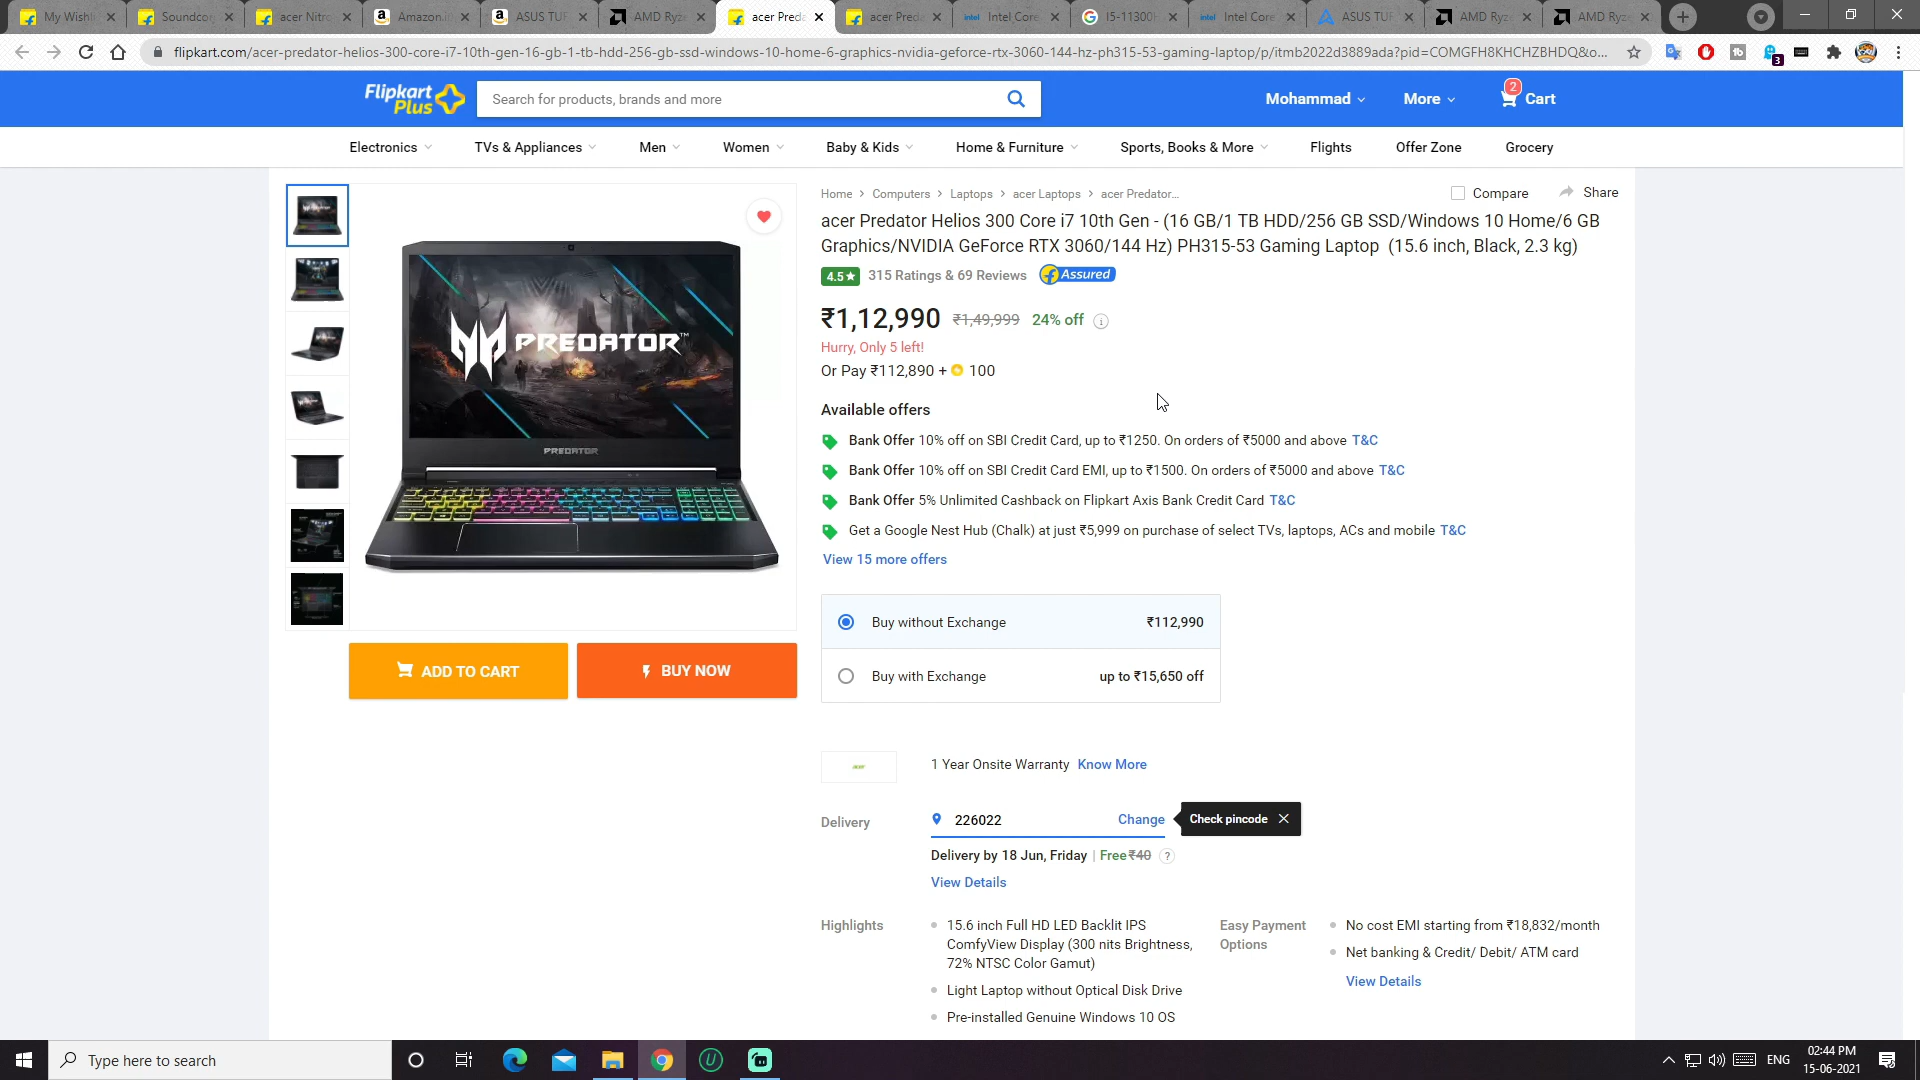 My Wishl
Soundco
acer Nitro
Amazon.i
ASUS TUF
AMD Ryz
acer Preda
acer Preda
Intel Core
I5-11300H
Intel Core
ASUS TUF
AMD Ryz
AMD Ryz
flipkart.com/acer-predator-helios-300-core-i7-10th-gen-16-gb-1-tb-hdd-256-gb-ssd-windows-10-home-6-graphics-nvidia-geforce-rtx-3060-144-hz-ph315-53-gaming-laptop/p/itmb2022d3889ada?pid=COMGFH8KHCHZBHDQ&o...
3
Flipkart
Plus
Search for products, brands and more
Mohammad
More
2
Cart
Electronics
TVs & Appliances
Men
Women
Baby & Kids
Home & Furniture
Sports, Books & More
Flights
Offer Zone
Grocery
PREDATOR
PREDATOR
ADD TO CART
BUY NOW
Home > Computers > Laptops > acer Laptops > acer Predator...
Compare
Share
acer Predator Helios 300 Core i7 10th Gen - (16 GB/1 TB HDD/256 GB SSD/Windows 10 Home/6 GB
Graphics/NVIDIA GeForce RTX 3060/144 Hz) PH315-53 Gaming Laptop (15.6 inch, Black, 2.3 kg)
4.5★ 315 Ratings & 69 Reviews Assured
₹1,12,990 ₹1,49,999 24% off
Hurry, Only 5 left!
Or Pay ₹112,890 + 100
Available offers
Bank Offer 10% off on SBI Credit Card, up to ₹1250. On orders of ₹5000 and above T&C
Bank Offer 10% off on SBI Credit Card EMI, up to ₹1500. On orders of ₹5000 and above T&C
Bank Offer 5% Unlimited Cashback on Flipkart Axis Bank Credit Card T&C
Get a Google Nest Hub (Chalk) at just ₹5,999 on purchase of select TVs, laptops, ACs and mobile T&C
View 15 more offers
Buy without Exchange ₹112,990
Buy with Exchange up to ₹15,650 off
acer
1 Year Onsite Warranty Know More
Delivery
226022
Change
Check pincode
Delivery by 18 Jun, Friday | Free ₹40 ?
View Details
Highlights
15.6 inch Full HD LED Backlit IPS
ComfyView Display (300 nits Brightness,
72% NTSC Color Gamut)
Light Laptop without Optical Disk Drive
Pre-installed Genuine Windows 10 OS
Easy Payment
Options
No cost EMI starting from ₹18,832/month
Net banking & Credit/ Debit/ ATM card
View Details
Type here to search
ENG
02:44 PM
15-06-2021